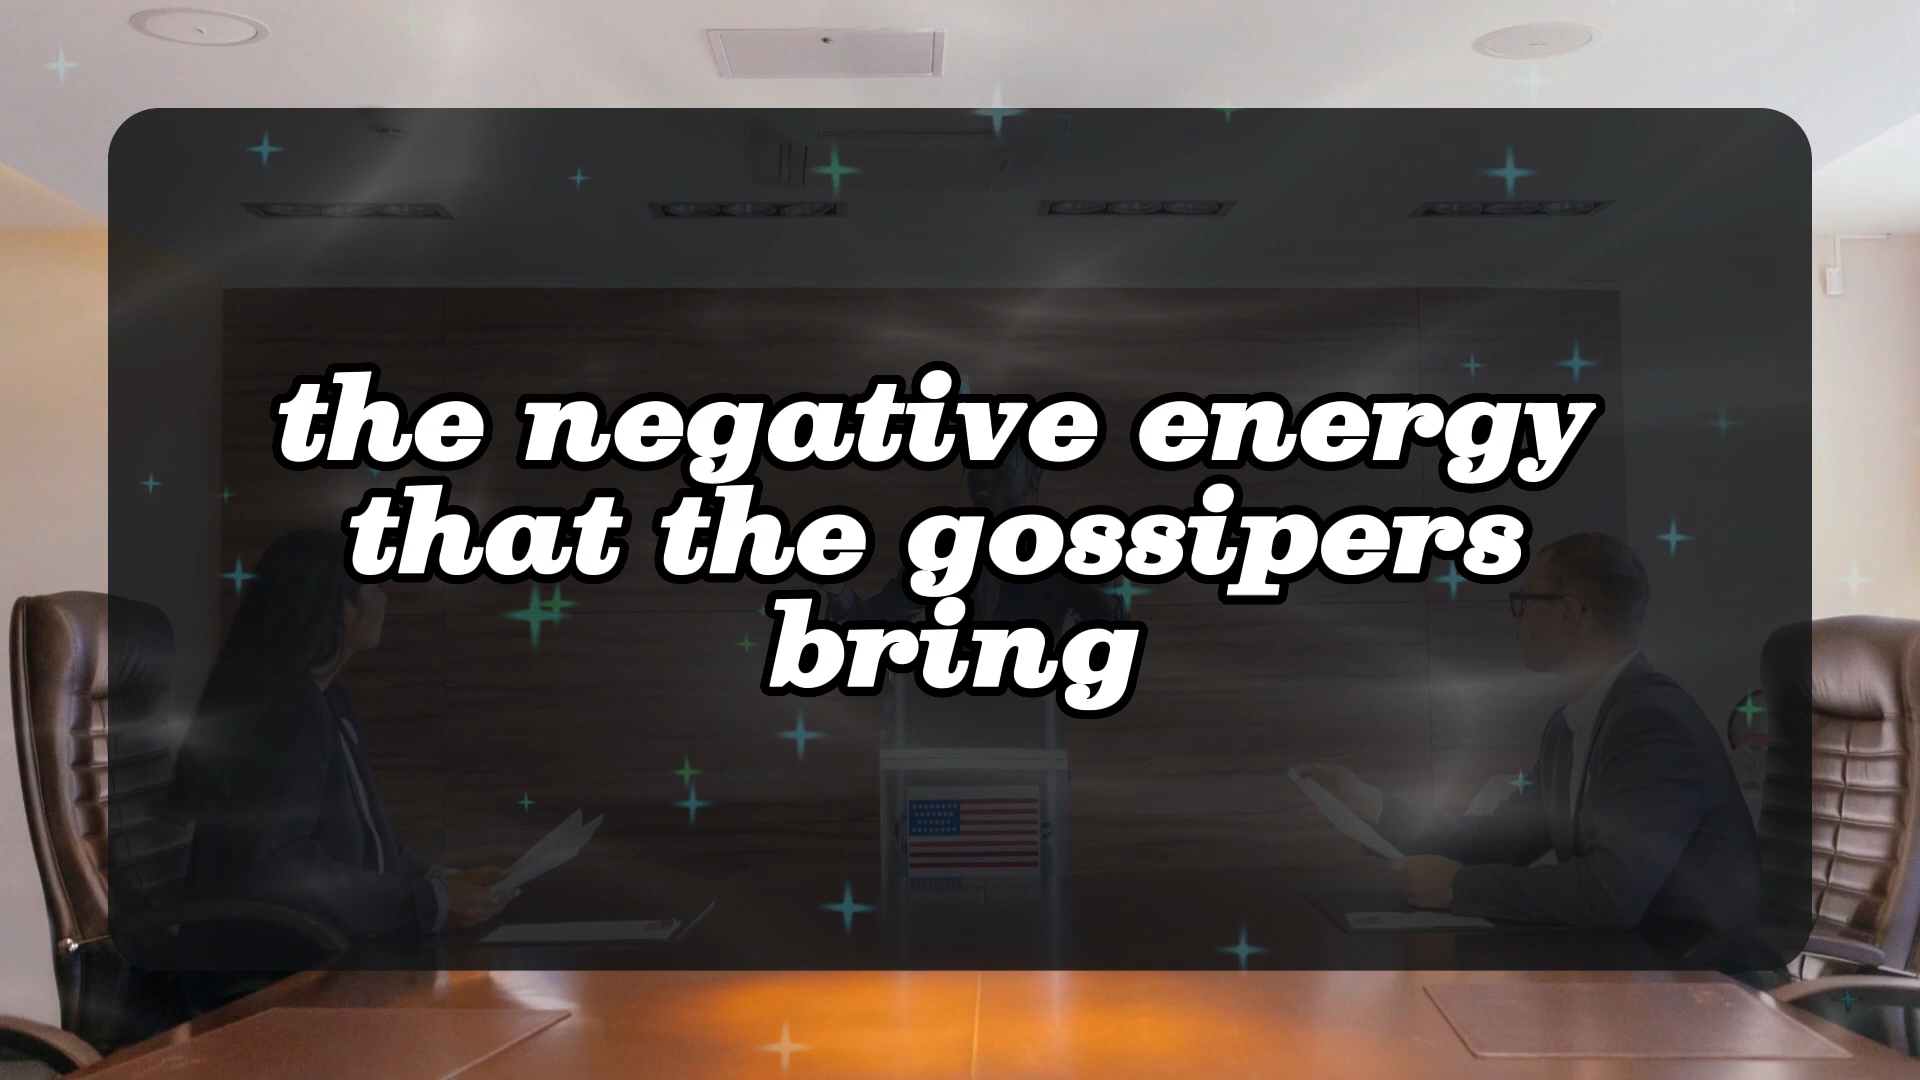 the negative energy
that the gossipers
bring